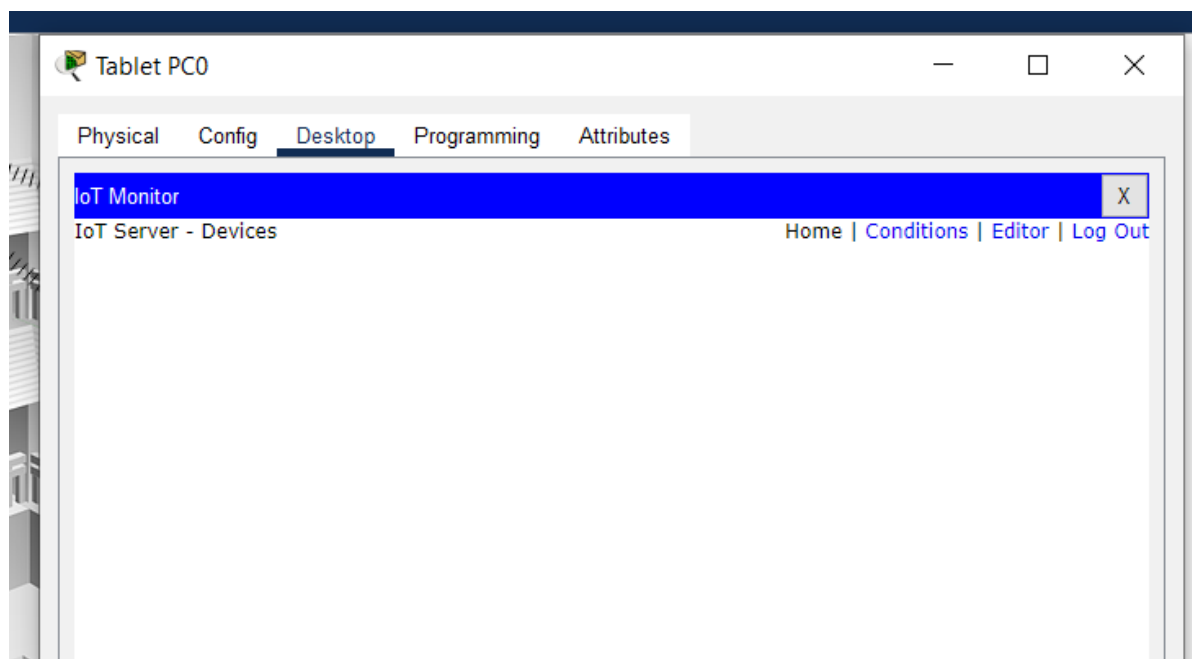 Tablet PC0
Physical Config Desktop Programming Attributes
IoT Monitor X
IoT Server - Devices Home | Conditions | Editor | Log Out